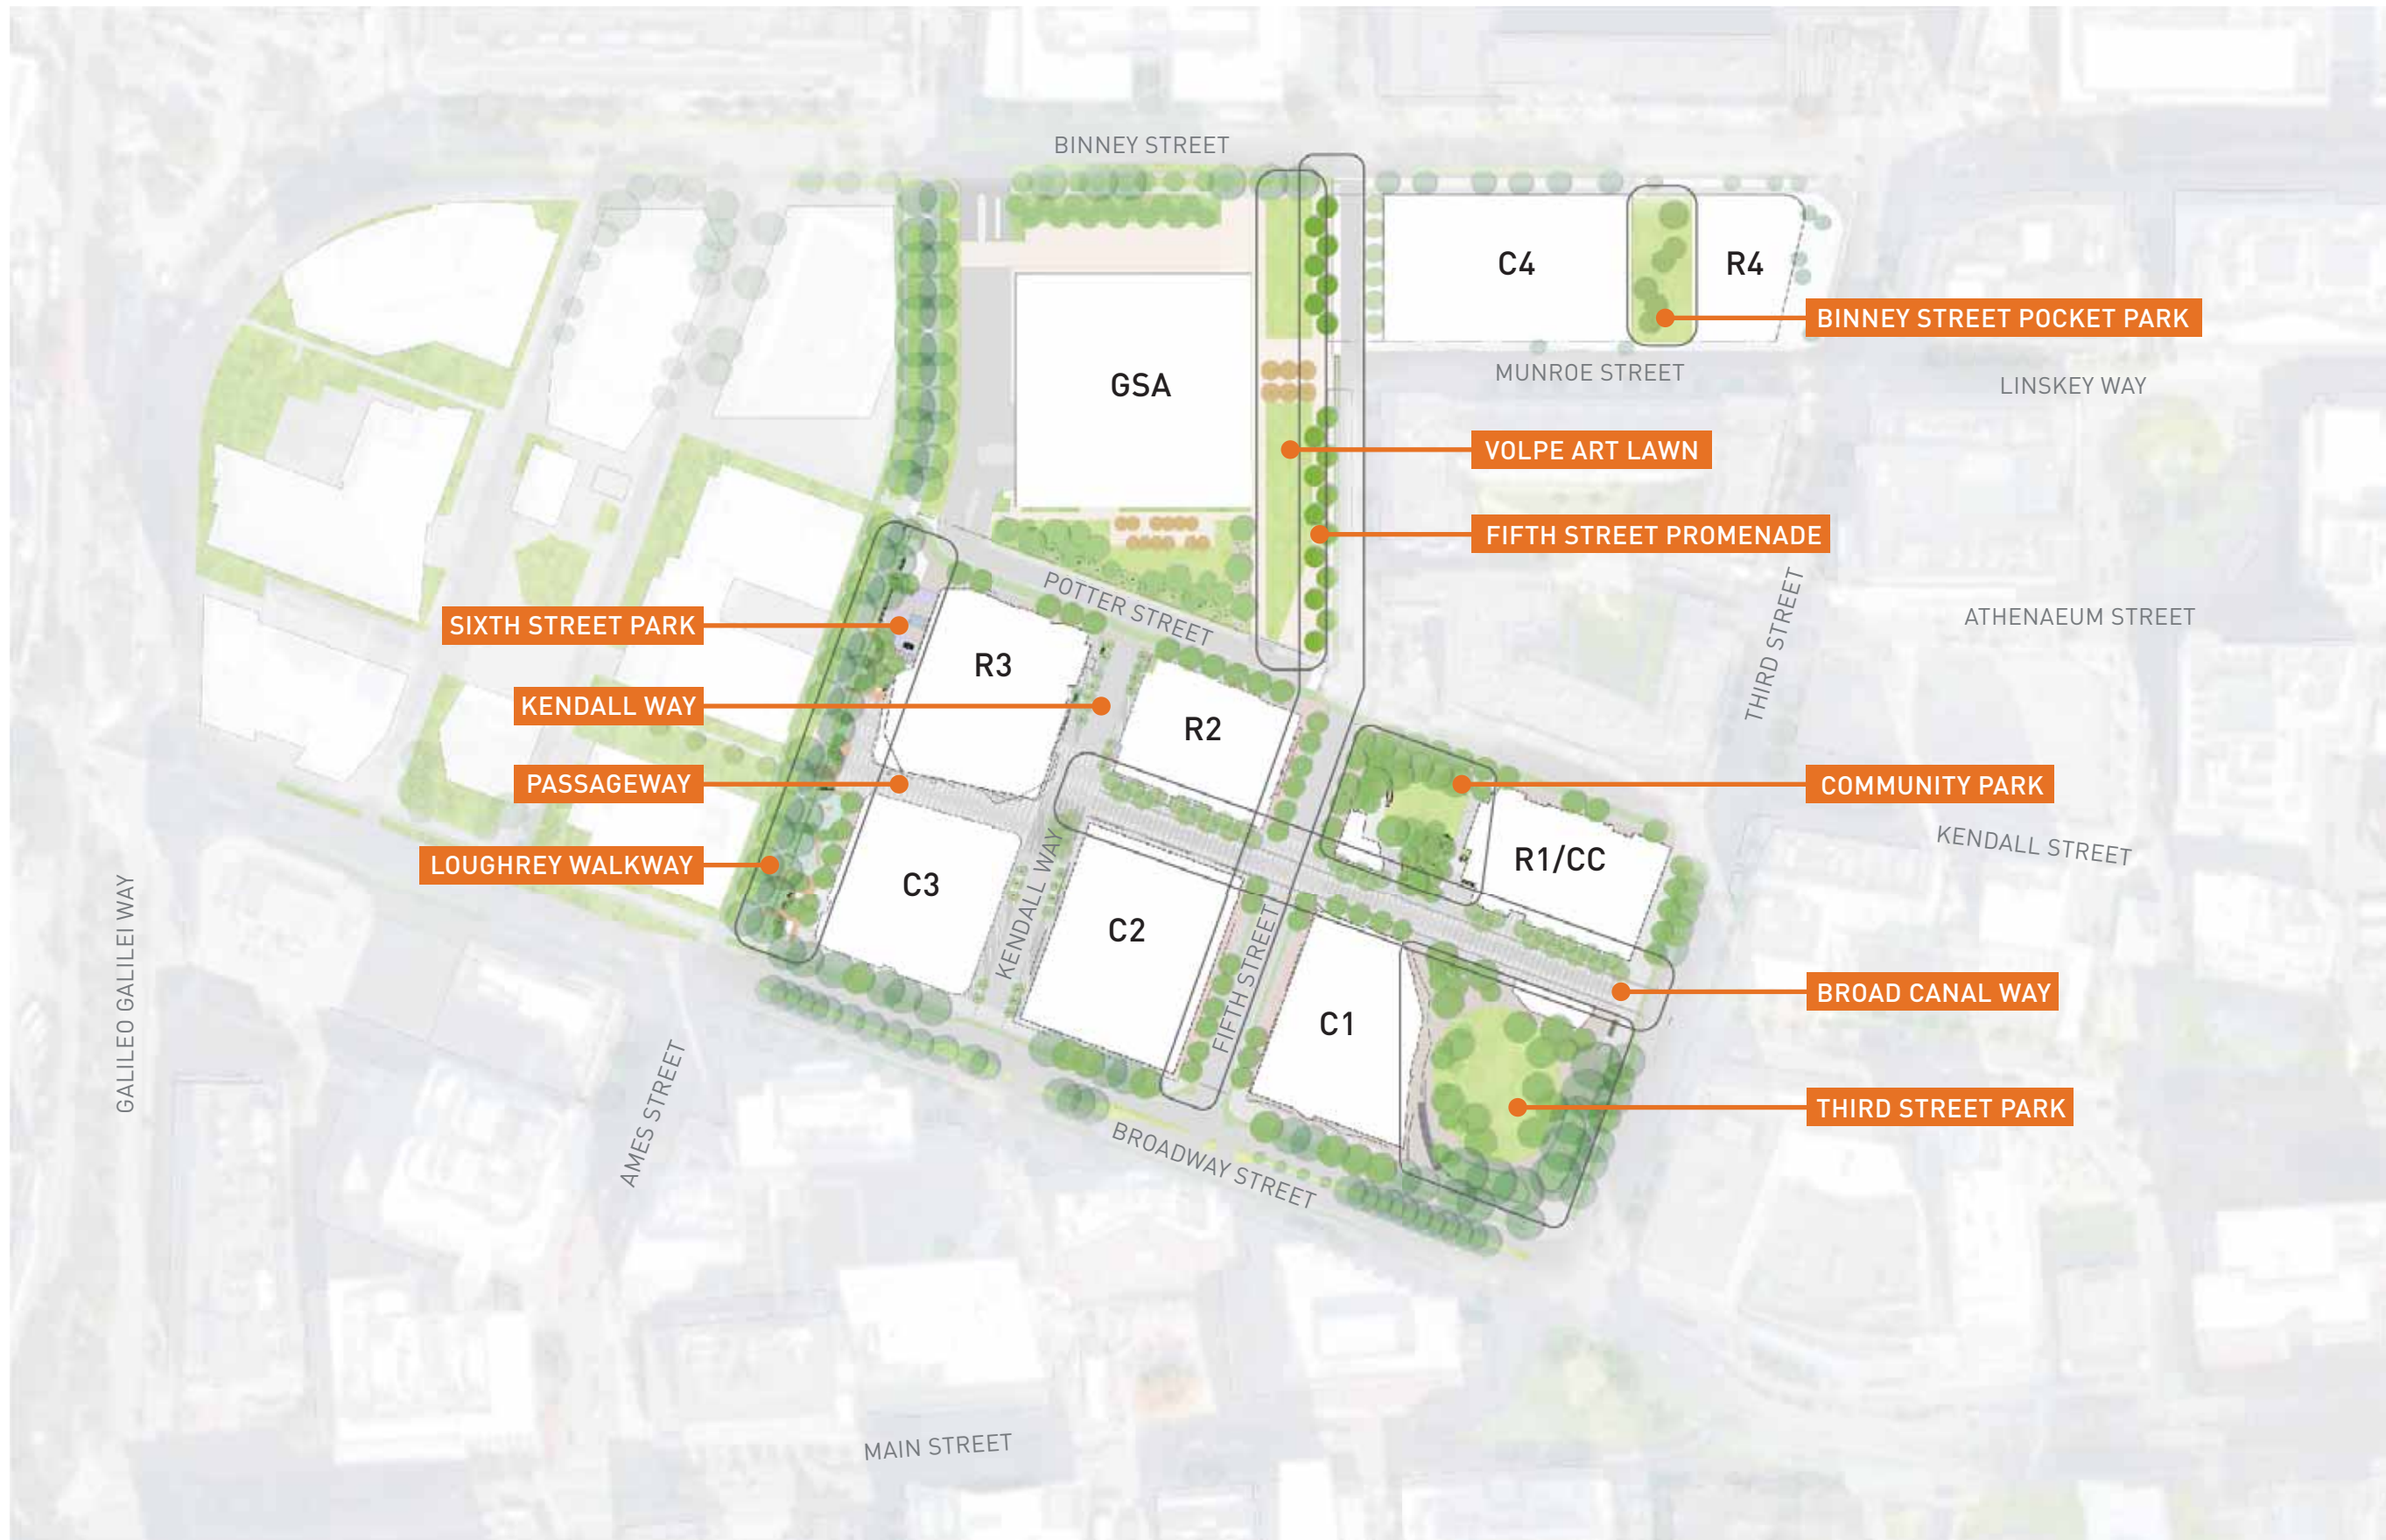 BINNEY STREET
C4
R4
BINNEY STREET POCKET PARK
MUNROE STREET
LINSKEY WAY
GSA
VOLPE ART LAWN
FIFTH STREET PROMENADE
POTTER STREET
THIRD STREET
ATHENAEUM STREET
SIXTH STREET PARK
R3
KENDALL WAY
R2
PASSAGEWAY
COMMUNITY PARK
KENDALL STREET
LOUGHREY WALKWAY
R1/CC
C3
KENDALL WAY
C2
FIFTH STREET
GALILEO GALILEI WAY
BROAD CANAL WAY
C1
AMES STREET
THIRD STREET PARK
BROADWAY STREET
MAIN STREET